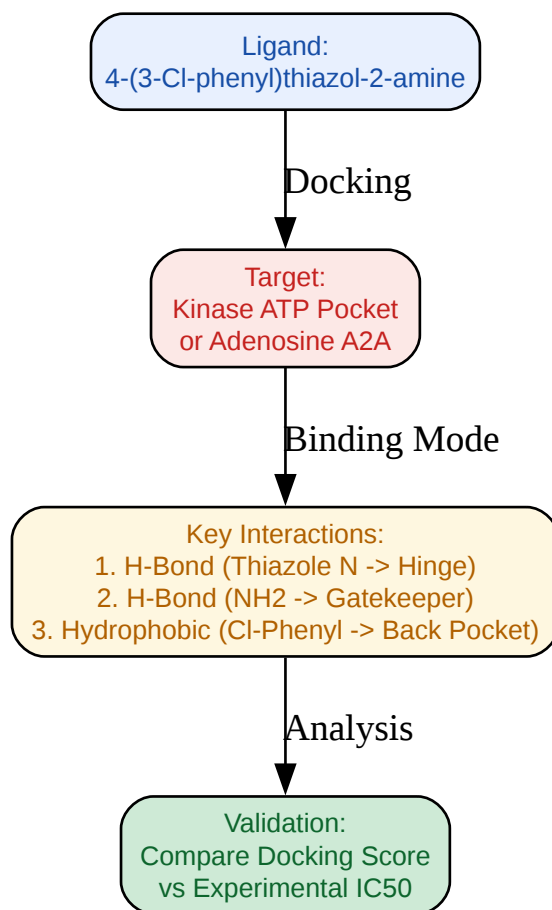 Ligand:
4-(3-Cl-phenyl)thiazol-2-amine
Docking
Target:
Kinase ATP Pocket
or Adenosine A2A
Binding Mode
Key Interactions:
1. H-Bond (Thiazole N -> Hinge)
2. H-Bond (NH2 -> Gatekeeper)
3. Hydrophobic (Cl-Phenyl -> Back Pocket)
Analysis
Validation:
Compare Docking Score
vs Experimental IC50